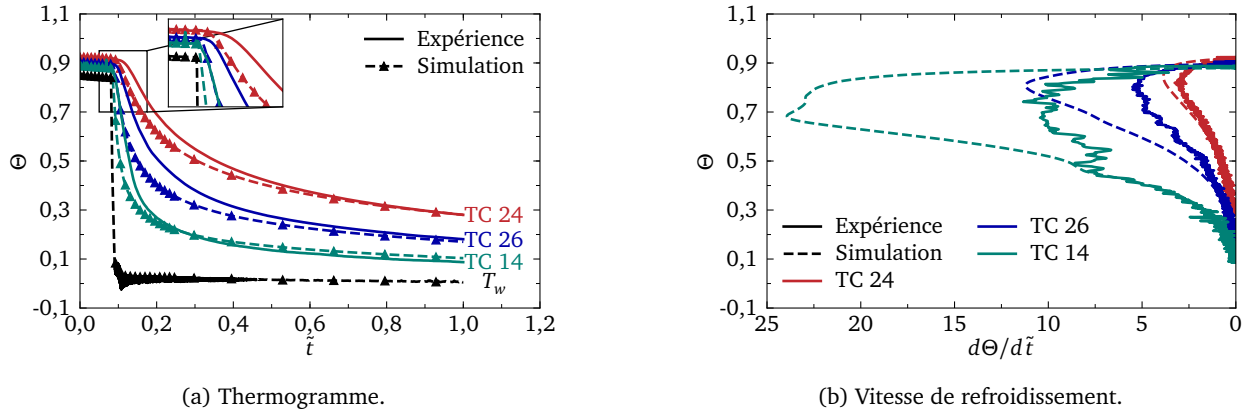 1,1
0,9
0,7
0,5
0,3
0,1
-0,1
Θ
0,0 0,2 0,4 0,6 0,8 1,0 1,2
t̃
Expérience
Simulation
TC 24
TC 26
TC 14
T_w
(a) Thermogramme.
1,1
0,9
0,7
0,5
0,3
0,1
-0,1
Θ
25 20 15 10 5 0
dΘ/dt̃
Expérience
Simulation
TC 24
TC 26
TC 14
(b) Vitesse de refroidissement.